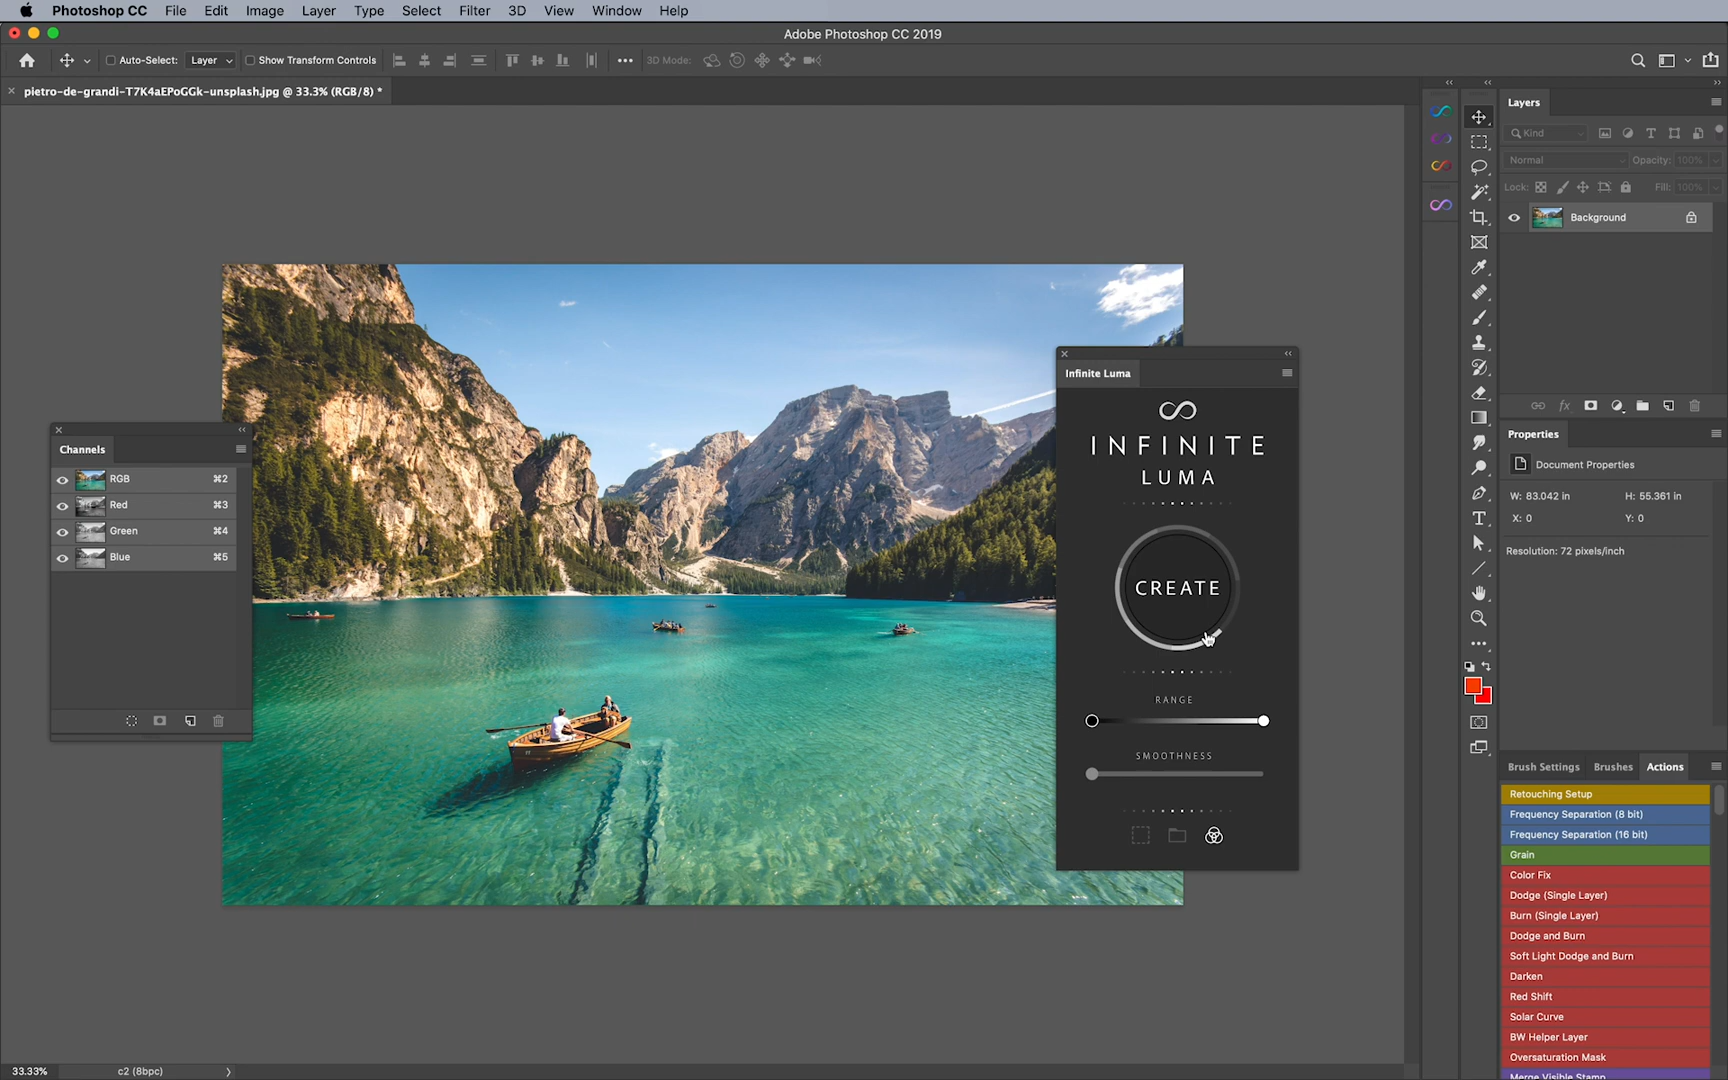 Photoshop CC File Edit Image Layer Type Select Filter 3D View Window Help
Adobe Photoshop CC 2019
Auto-Select: Layer Show Transform Controls 3D Mode:
pietro-de-grandi-T7K4aEPoGGk-unsplash.jpg @ 33.3% (RGB/8) *
Layers
Kind
Normal Opacity: 100%
Lock: Fill: 100%
Background
Channels
RGB ⌘2
Red ⌘3
Green ⌘4
Blue ⌘5
Infinite Luma
INFINITE
LUMA
CREATE
RANGE
SMOOTHNESS
Properties
Document Properties
W: 83.042 in H: 55.361 in
X: 0 Y: 0
Resolution: 72 pixels/inch
Brush Settings Brushes Actions
Retouching Setup
Frequency Separation (8 bit)
Frequency Separation (16 bit)
Grain
Color Fix
Dodge (Single Layer)
Burn (Single Layer)
Dodge and Burn
Soft Light Dodge and Burn
Darken
Red Shift
Solar Curve
BW Helper Layer
Oversaturation Mask
Merge Visible Stamp
33.33% c2 (8bpc)